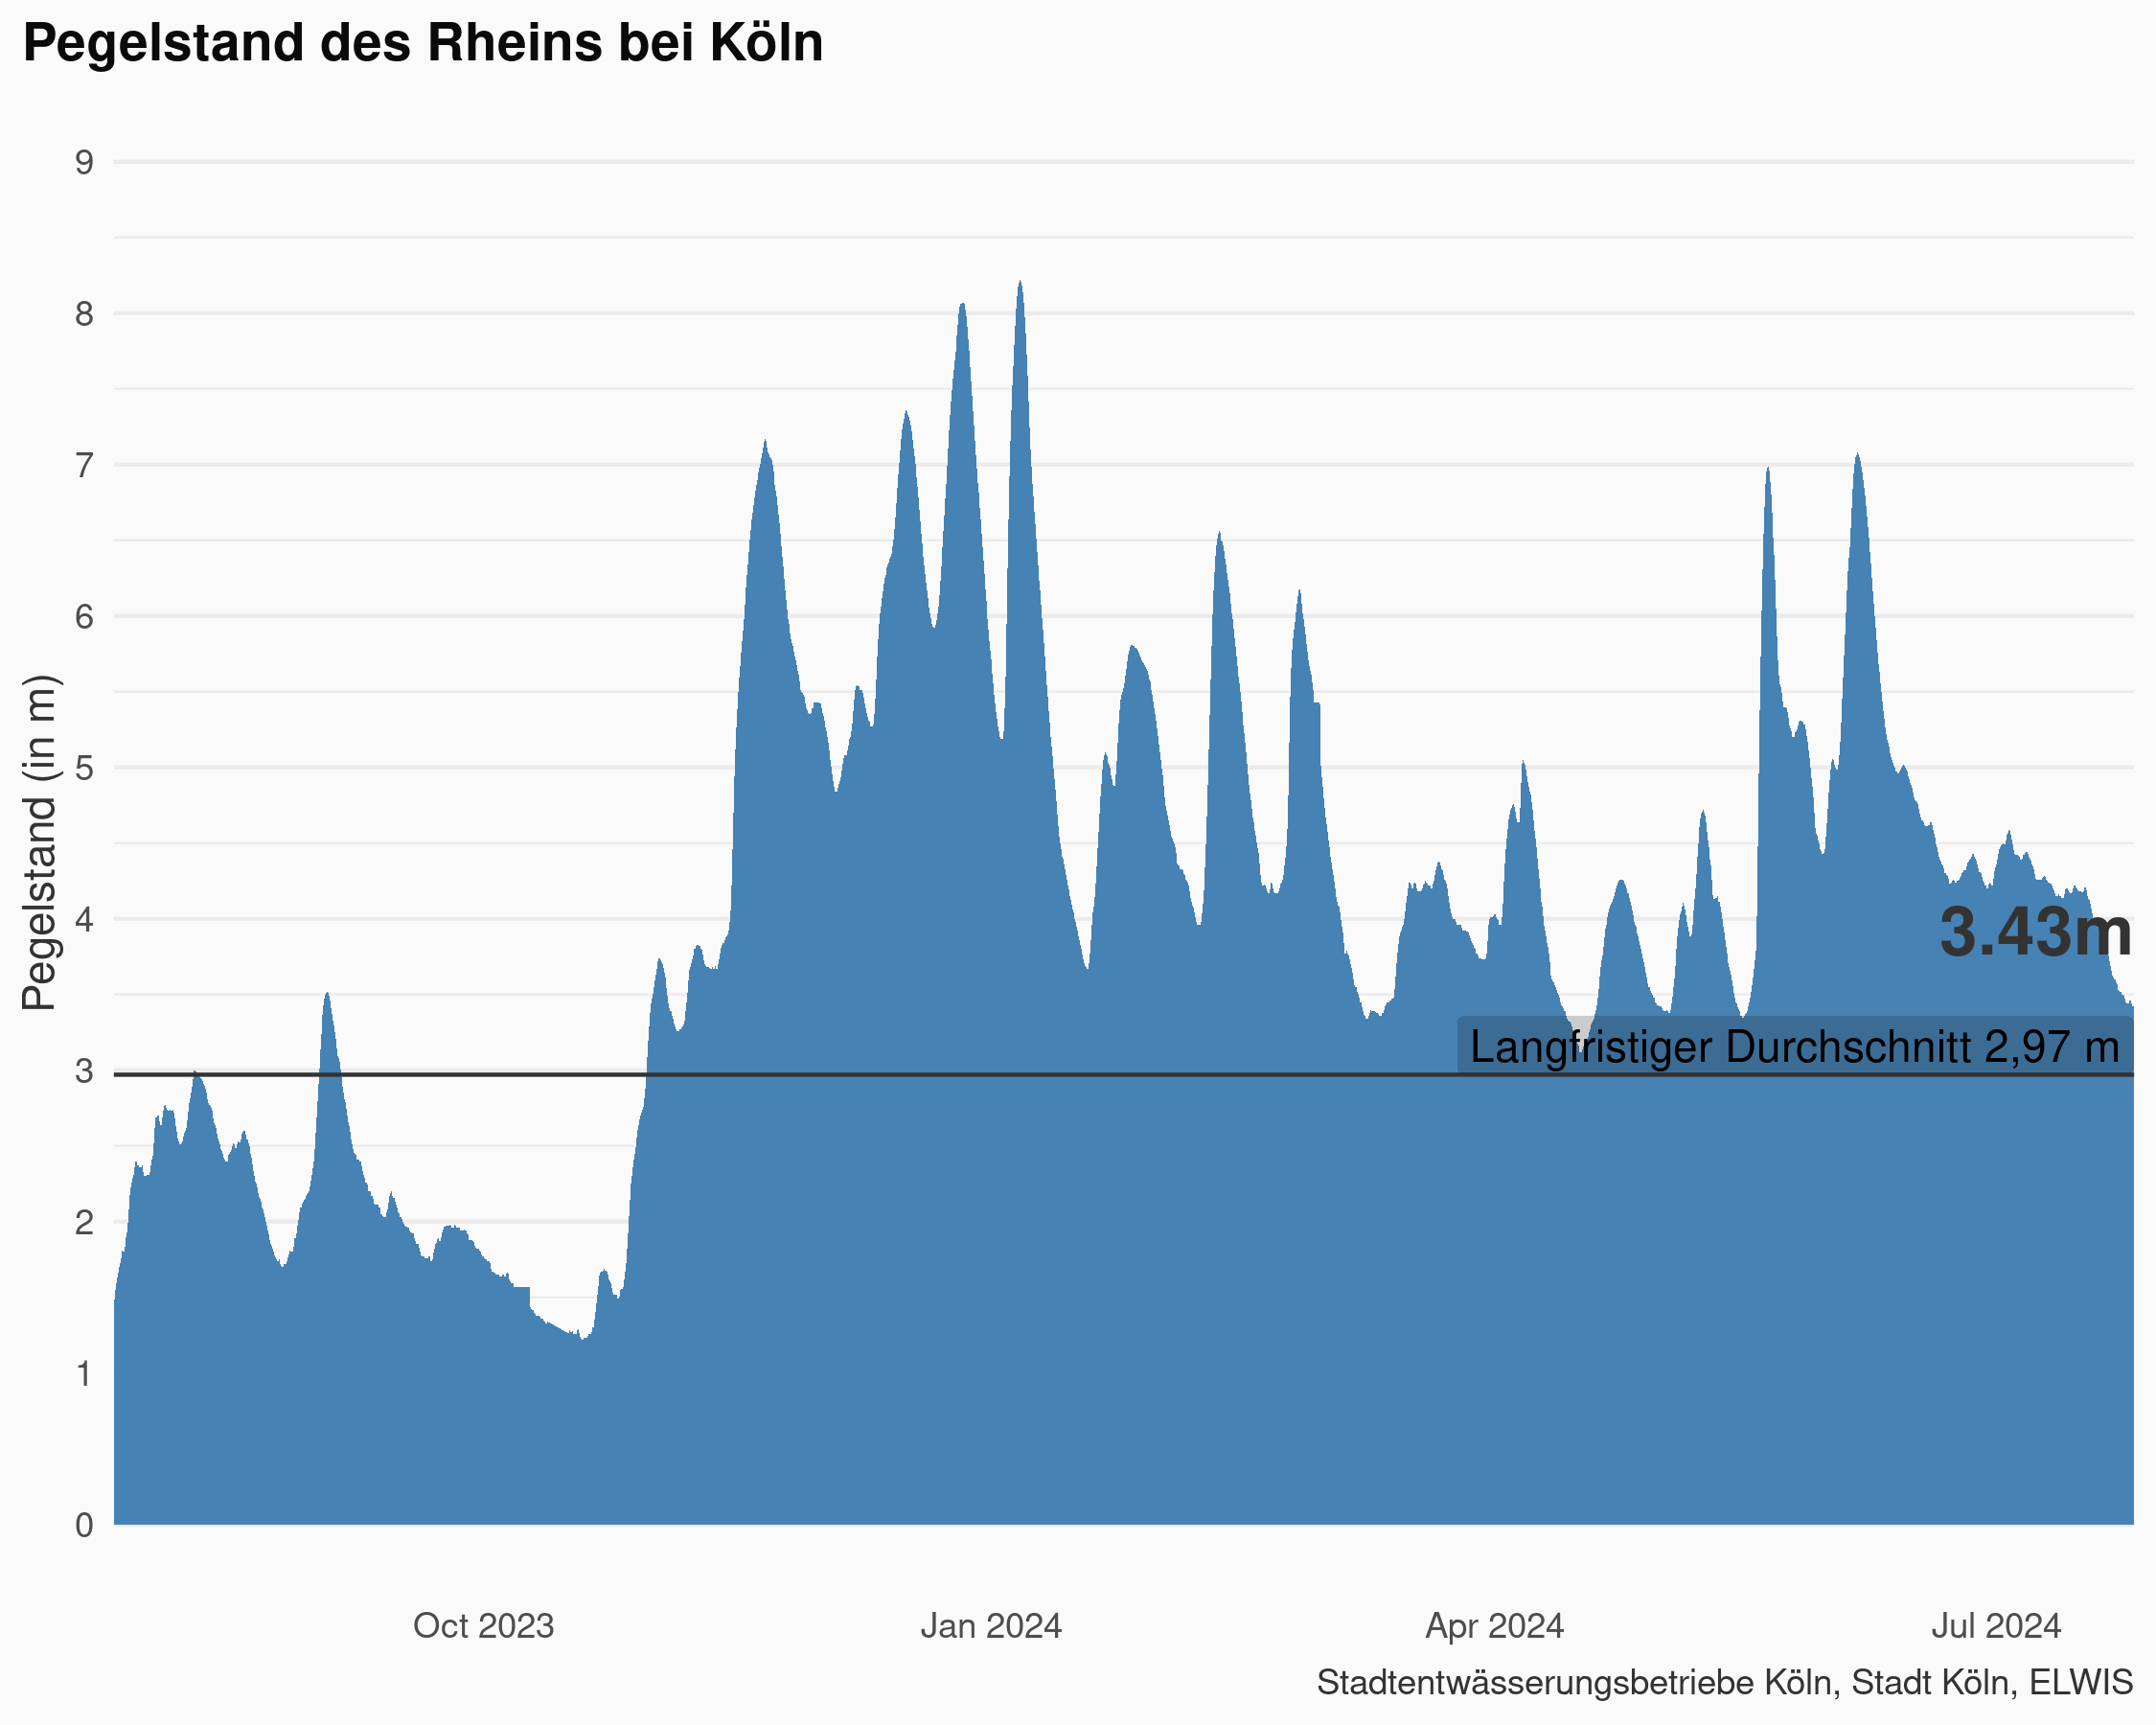 Pegelstand des Rheins bei Köln
Pegelstand (in m)
9
8
7
6
5
4
3
2
1
0
3.43m
Langfristiger Durchschnitt 2,97 m
Oct 2023 Jan 2024 Apr 2024 Jul 2024
Stadtentwässerungsbetriebe Köln, Stadt Köln, ELWIS